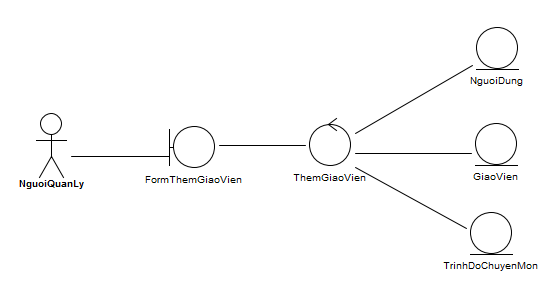 NguoiDung
NguoiQuanLy
FormThemGiaoVien
ThemGiaoVien
GiaoVien
TrinhDoChuyenMon